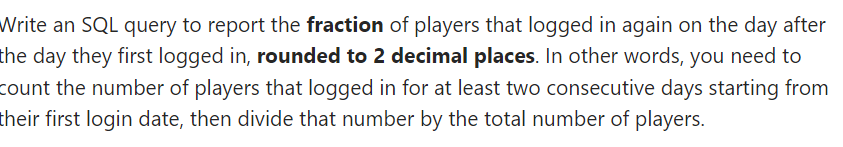 Write an SQL query to report the fraction of players that logged in again on the day after
the day they first logged in, rounded to 2 decimal places. In other words, you need to
count the number of players that logged in for at least two consecutive days starting from
their first login date, then divide that number by the total number of players.